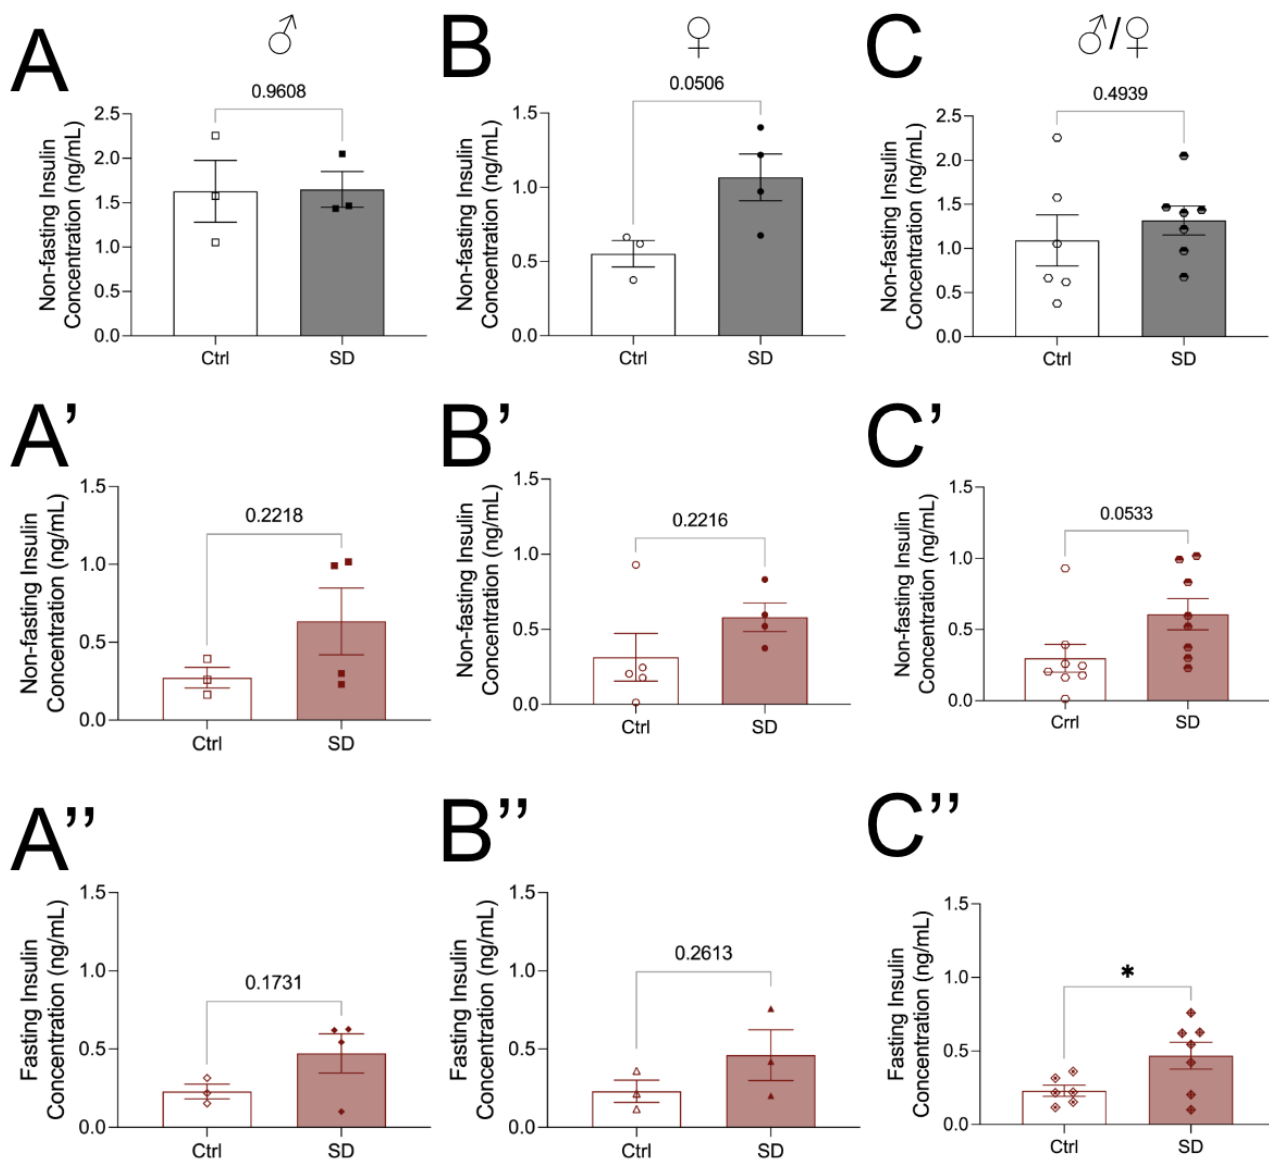 A
♂
0.9608
Non-fasting Insulin
Concentration (ng/mL)
2.5
2.0
1.5
1.0
0.5
0.0
Ctrl
SD
B
♀
0.0506
Non-fasting Insulin
Concentration (ng/mL)
1.5
1.0
0.5
0.0
Ctrl
SD
C
♂/♀
0.4939
Non-fasting Insulin
Concentration (ng/mL)
2.5
2.0
1.5
1.0
0.5
0.0
Ctrl
SD
A’
0.2218
Non-fasting Insulin
Concentration (ng/mL)
1.5
1.0
0.5
0.0
Ctrl
SD
B’
0.2216
Non-fasting Insulin
Concentration (ng/mL)
1.5
1.0
0.5
0.0
Ctrl
SD
C’
0.0533
Non-fasting Insulin
Concentration (ng/mL)
1.5
1.0
0.5
0.0
Crrl
SD
A’’
0.1731
Fasting Insulin
Concentration (ng/mL)
1.5
1.0
0.5
0.0
Ctrl
SD
B’’
0.2613
Fasting Insulin
Concentration (ng/mL)
1.5
1.0
0.5
0.0
Ctrl
SD
C’’
*
Fasting Insulin
Concentration (ng/mL)
1.5
1.0
0.5
0.0
Ctrl
SD